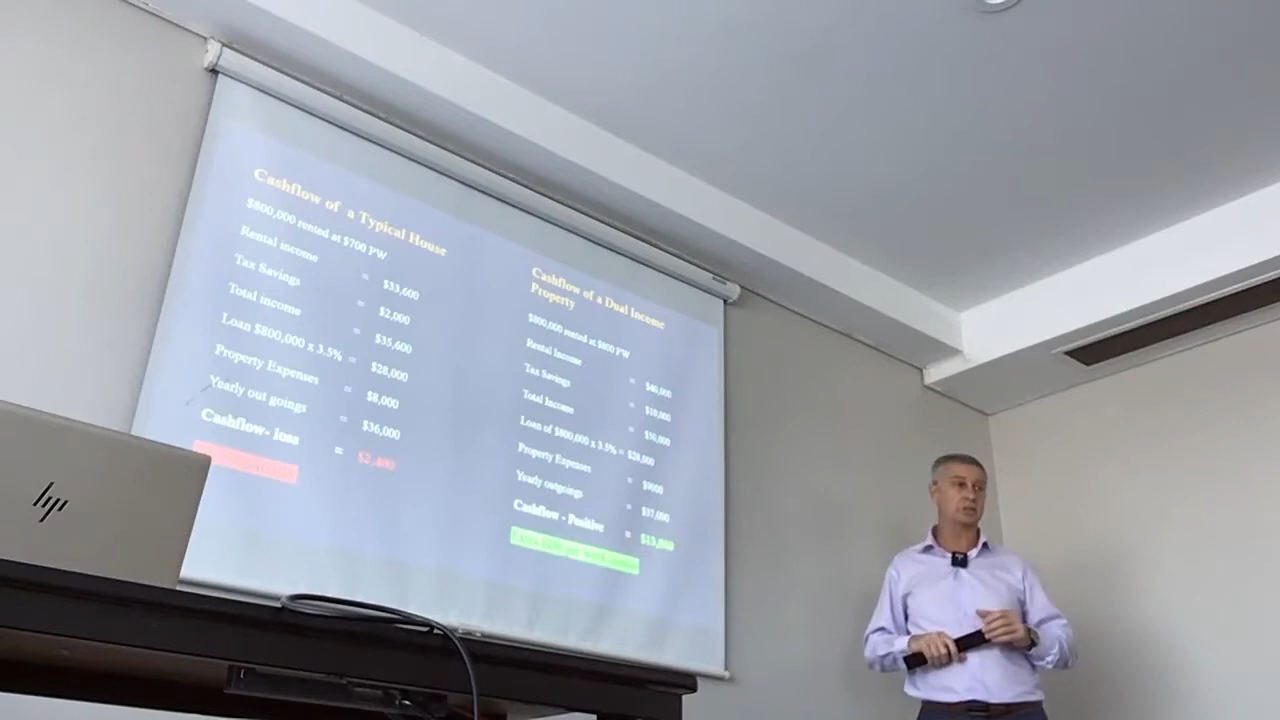 Cashflow of a Typical House
$800,000 rented at $700 PW
Rental income = $33,600
Tax Savings = $2,000
Total income = $35,600
Loan $800,000 x 3.5% = $28,000
Property Expenses = $8,000
Yearly out goings = $36,000
Cashflow- loss = $2,400
Cashflow of a Dual Income
Property
$800,000 rented at $800 PW
Rental Income = $40,000
Tax Savings = $10,000
Total Income = $50,000
Loan of $800,000 x 3.5% = $28,000
Property Expenses = $9000
Yearly outgoings = $37,000
Cashflow - Positive = $13,000
hp